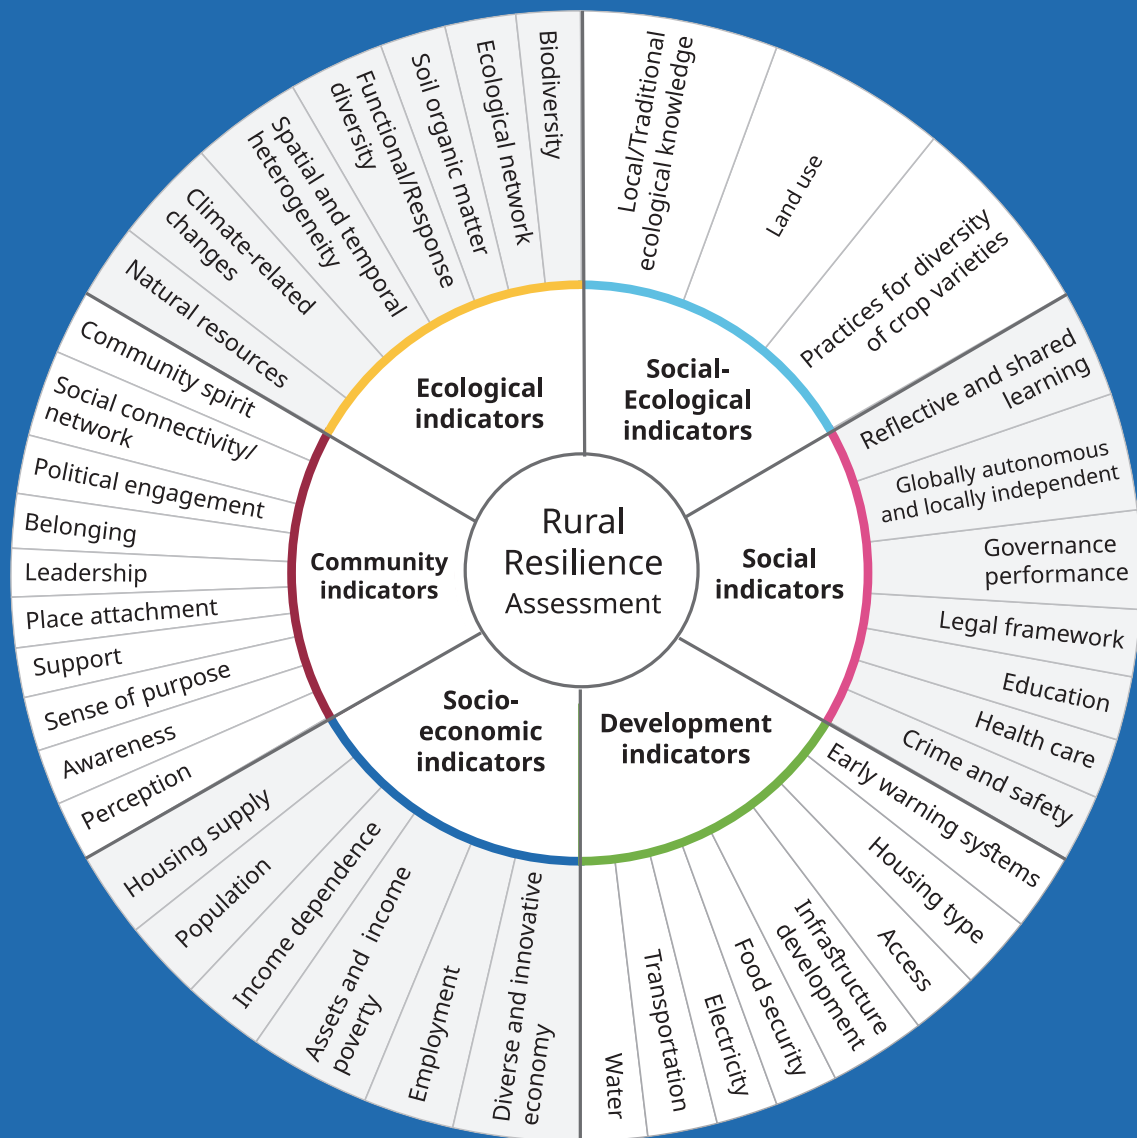 Rural
Resilience
Assessment
Ecological
indicators
Biodiversity
Ecological network
Soil organic matter
Functional/Response
diversity
Spatial and temporal
heterogeneity
Climate-related
changes
Natural resources
Social-
Ecological
indicators
Local/Traditional
ecological knowledge
Land use
Practices for diversity
of crop varieties
Social
indicators
Reflective and shared
learning
Globally autonomous
and locally independent
Governance
performance
Legal framework
Education
Health care
Crime and safety
Development
indicators
Early warning systems
Housing type
Access
Infrastructure
development
Food security
Electricity
Transportation
Water
Socio-
economic
indicators
Diverse and innovative
economy
Employment
Assets and income
poverty
Income dependence
Population
Housing supply
Community
indicators
Perception
Awareness
Sense of purpose
Support
Place attachment
Leadership
Belonging
Political engagement
Social connectivity/
network
Community spirit